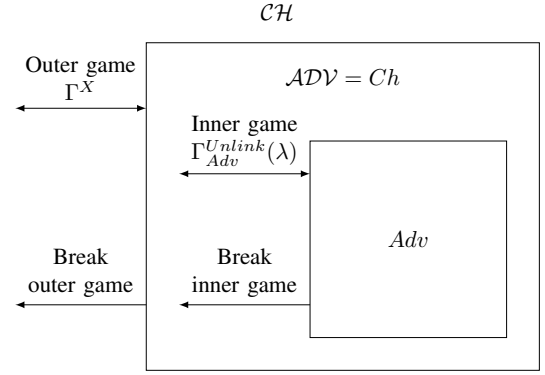 𝒞ℋ
Outer game
Γ^X
𝒜𝒟𝒱 = Ch
Inner game
Γ^{Unlink}_{Adv}(λ)
Adv
Break
outer game
Break
inner game